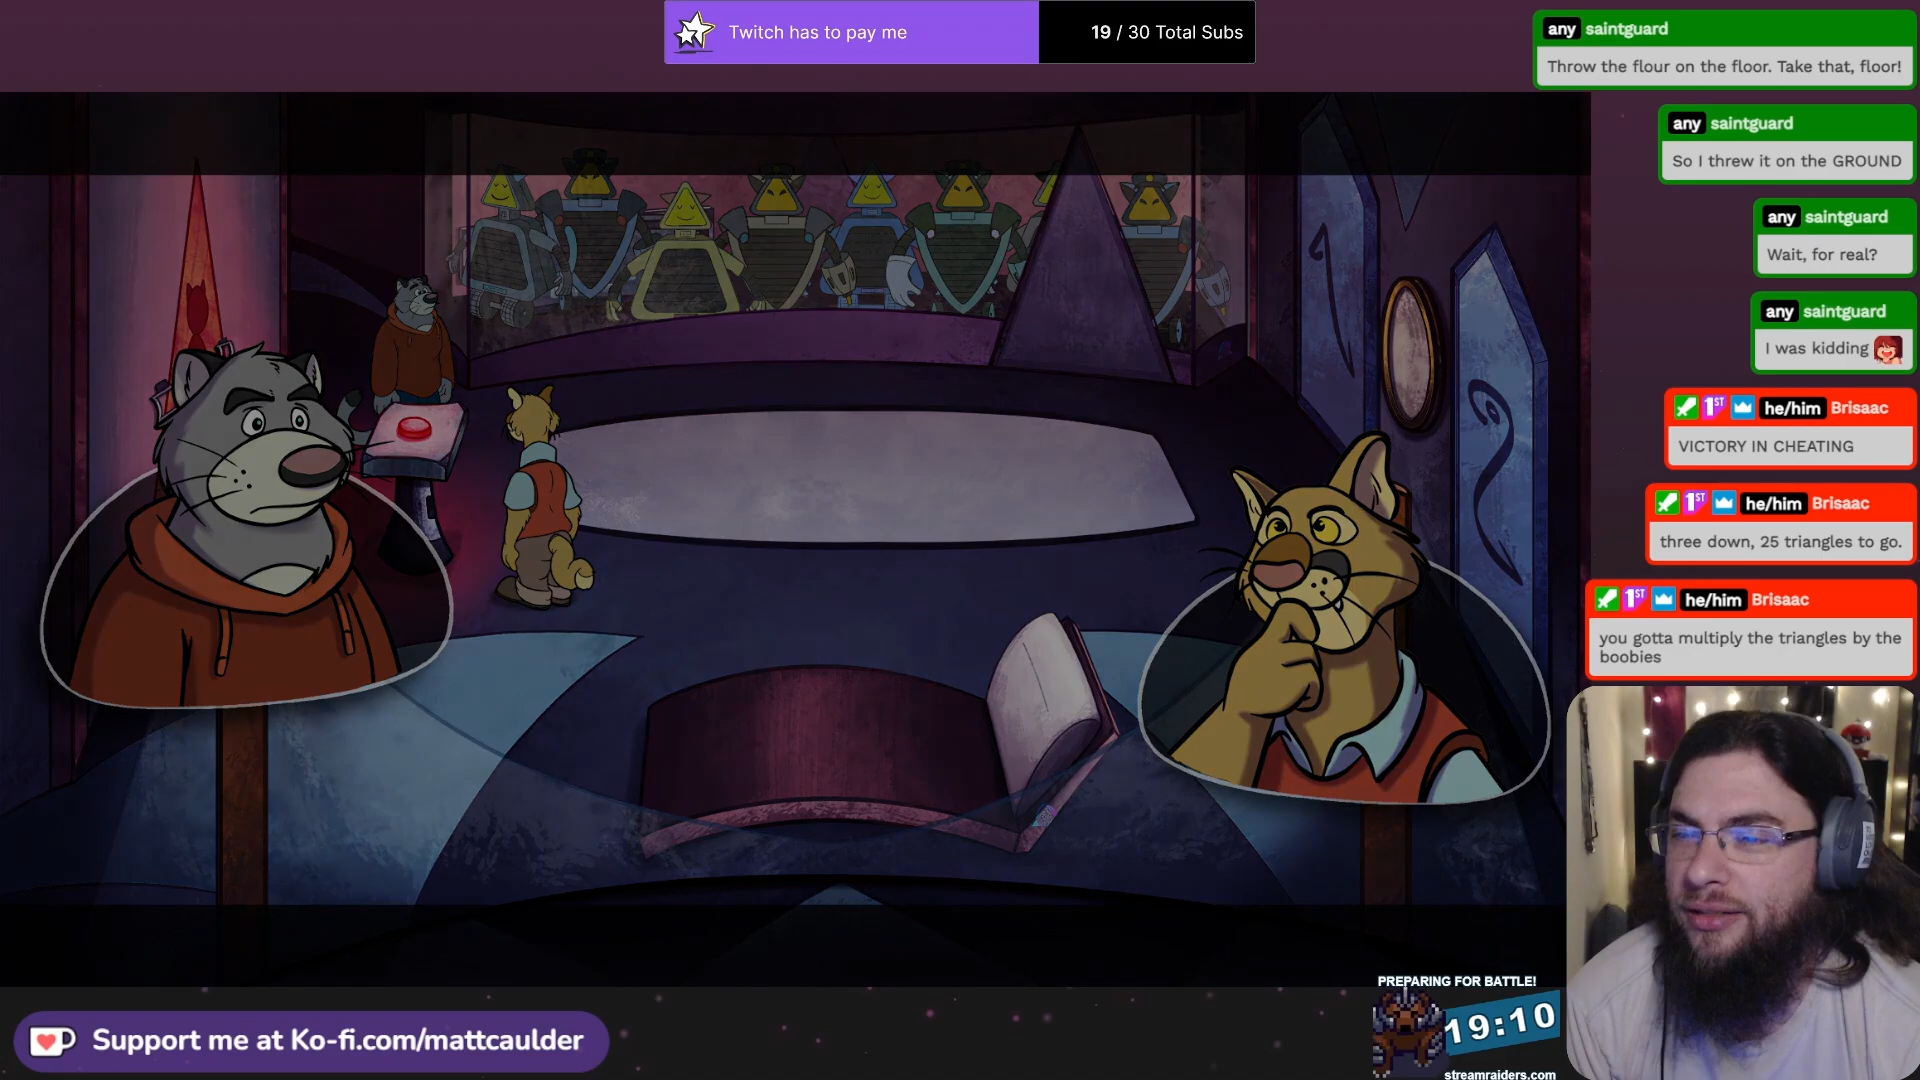 Twitch has to pay me
19 / 30 Total Subs
any saintguard
Throw the flour on the floor. Take that, floor!
any saintguard
So I threw it on the GROUND
any saintguard
Wait, for real?
any saintguard
I was kidding
1ST he/him Brisaac
VICTORY IN CHEATING
1ST he/him Brisaac
three down, 25 triangles to go.
1ST he/him Brisaac
you gotta multiply the triangles by the
boobies
PREPARING FOR BATTLE!
19:10
streamraiders.com
Support me at Ko-fi.com/mattcaulder